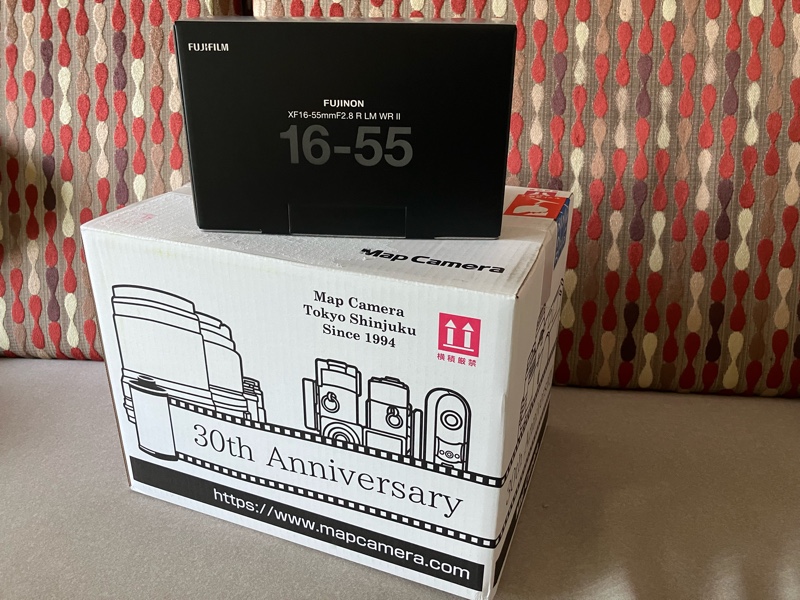 FUJIFILM
FUJINON
XF16-55mmF2.8 R LM WR II
16-55
Map Camera
Map Camera
Tokyo Shinjuku
Since 1994
横積厳禁
30th Anniversary
https://www.mapcamera.com